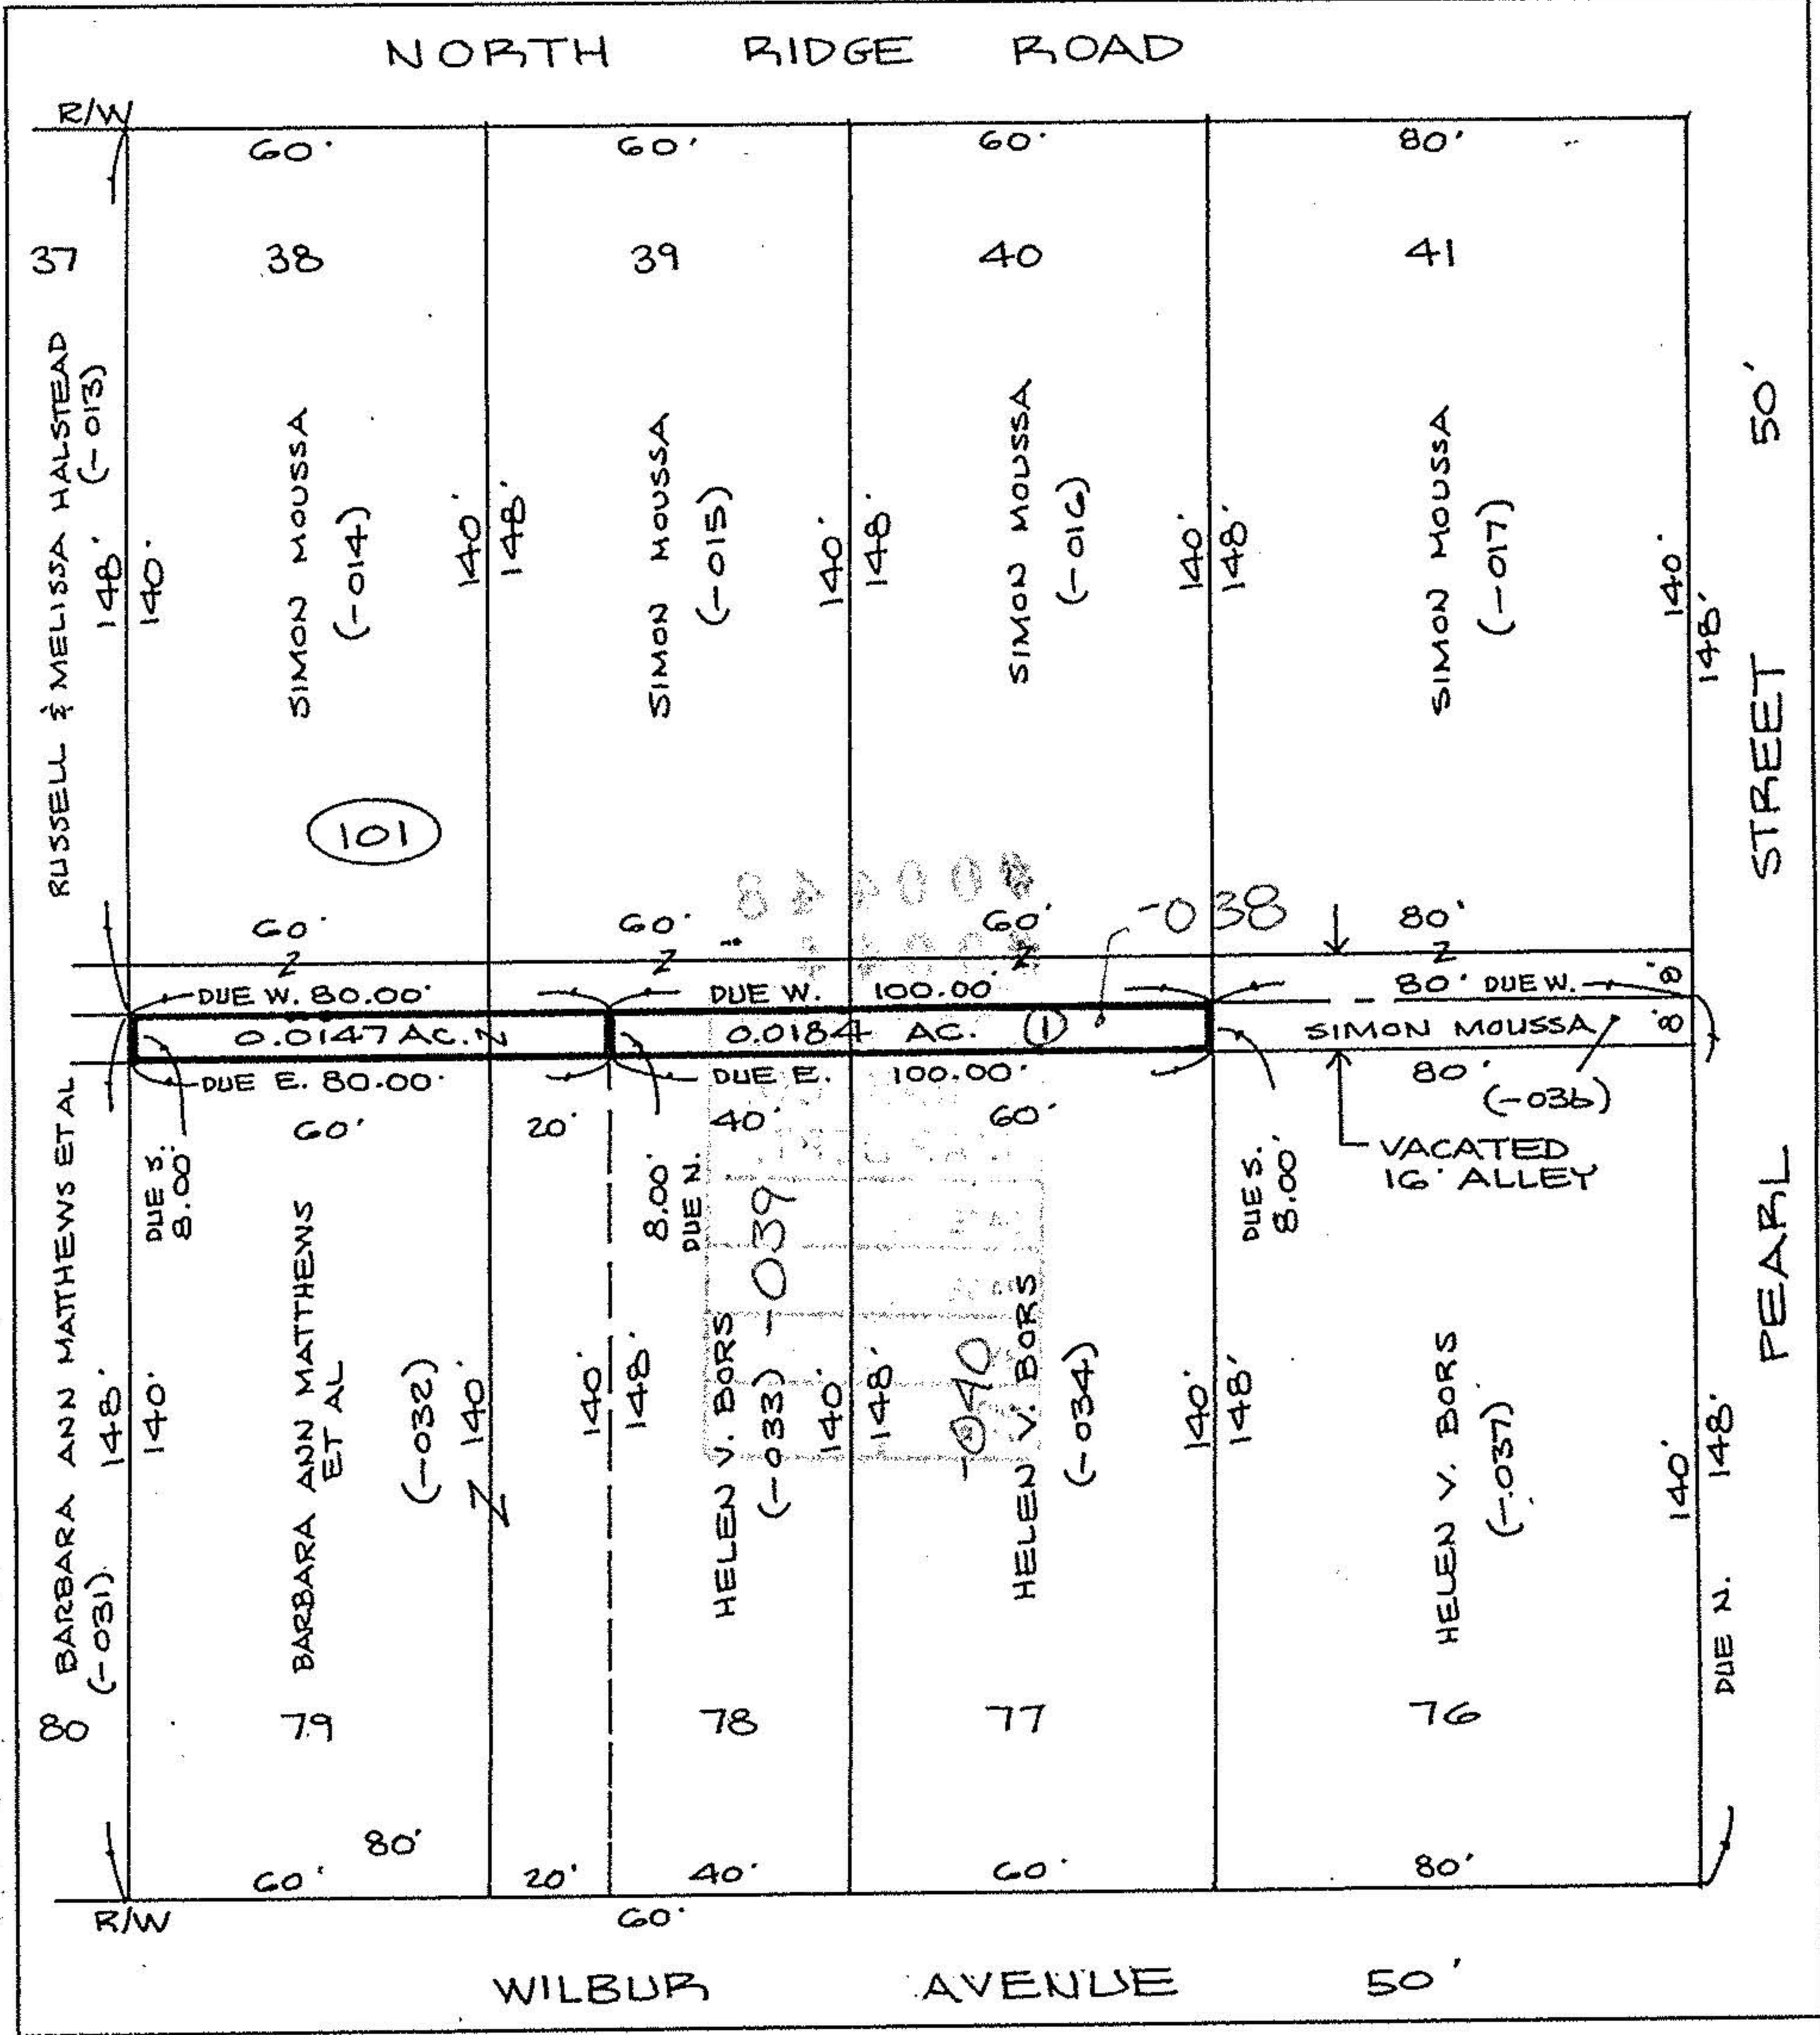 NORTH RIDGE ROAD
R/W
60' 60' 60' 80'
37 38 39 40 41
RUSSELL & MELISSA HALSTEAD
(-013)
148'
140'
SIMON MOUSSA
(-014)
140'
148'
SIMON MOUSSA
(-015)
140'
148'
SIMON MOUSSA
(-016)
140'
148'
SIMON MOUSSA
(-017)
140'
148'
PEARL STREET 50'
101
60' 60' 60' -038 80'
Z Z Z Z
DUE W. 80.00' DUE W. 100.00' 80' DUE W. 8'
0.0147 AC. N 0.0184 AC. 1 SIMON MOUSSA 8'
DUE E. 80.00' DUE E. 100.00' 80'
(-036)
60' 20' 40' 60'
VACATED
16' ALLEY
DUE S.
8.00'
8.00'
DUE N.
DUE S.
8.00'
BARBARA ANN MATTHEWS ET AL
(-031)
148'
140'
BARBARA ANN MATTHEWS
ET AL
(-032)
140'
Z
140'
148'
HELEN V. BORS
(-033) -039
140'
148'
-040
HELEN V. BORS
(-034)
140'
148'
HELEN V. BORS
(-037)
140'
148'
DUE N.
80 79 78 77 76
80'
60' 20' 40' 60' 80'
R/W 60'
WILBUR AVENUE 50'